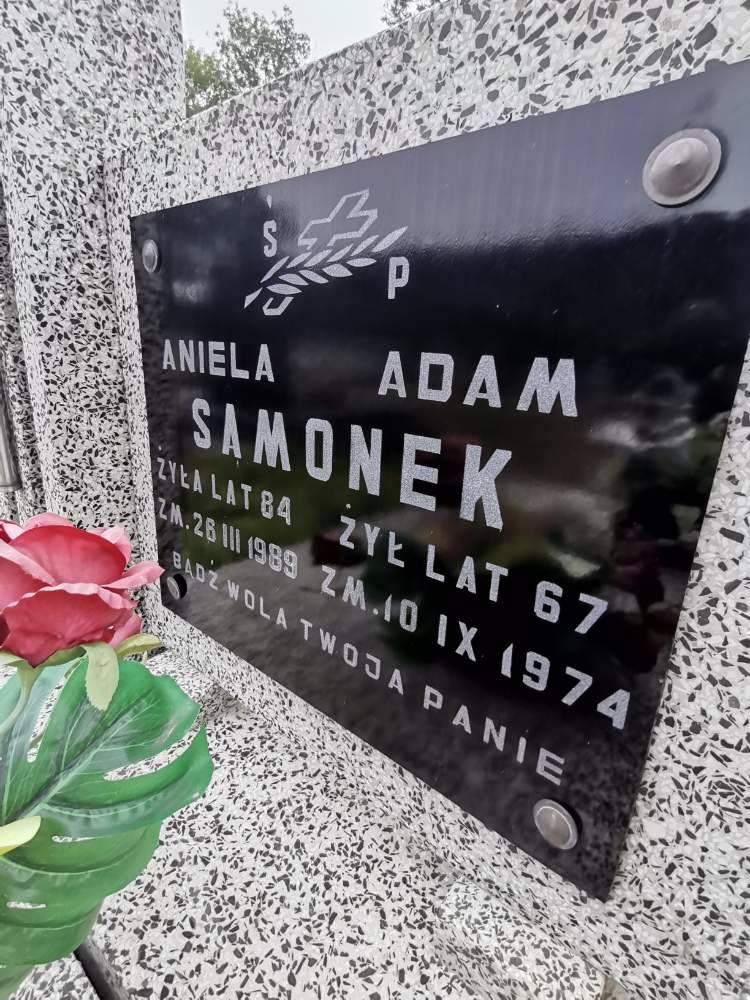 Ś P
ANIELA ADAM
SAMONEK
ŻYŁA LAT 84 ŻYŁ LAT 67
ZM. 26 III 1989 ZM. 10 IX 1974
BĄDŹ WOLA TWOJA PANIE